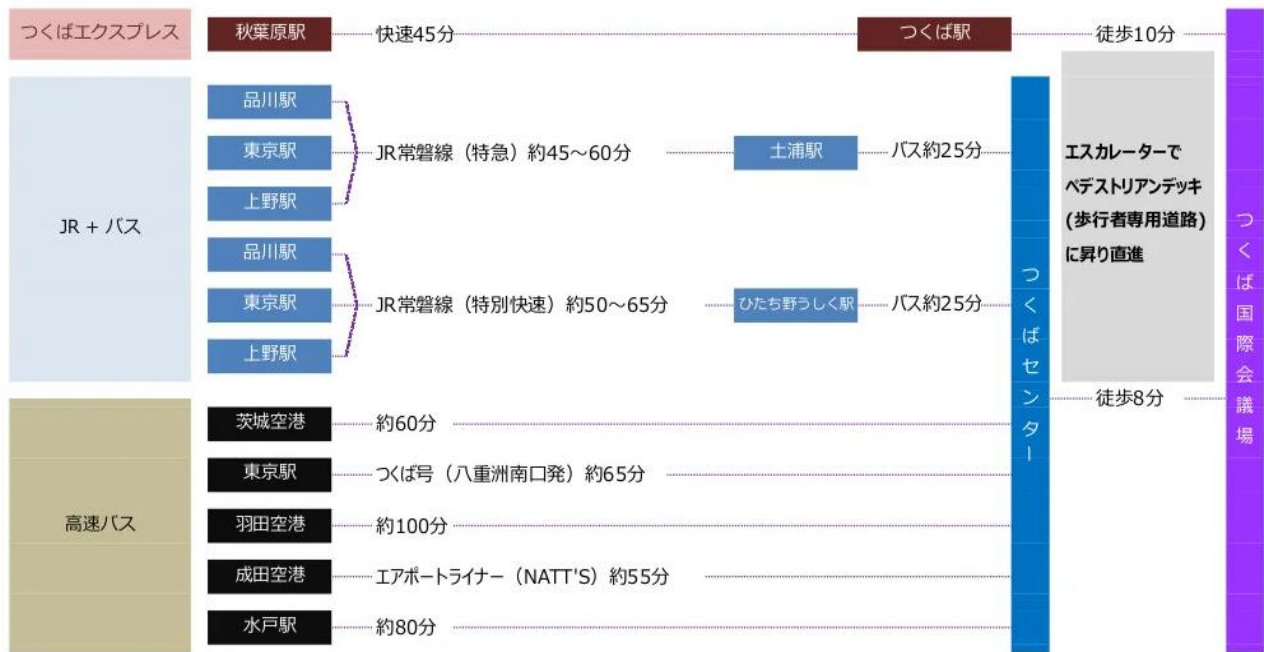 つくばエクスプレス
秋葉原駅
快速45分
つくば駅
徒歩10分
JR + バス
品川駅
東京駅
上野駅
JR常磐線（特急）約45～60分
土浦駅
バス約25分
品川駅
東京駅
上野駅
JR常磐線（特別快速）約50～65分
ひたち野うしく駅
バス約25分
高速バス
茨城空港
約60分
東京駅
つくば号（八重洲南口発）約65分
羽田空港
約100分
成田空港
エアポートライナー（NATT'S）約55分
水戸駅
約80分
つくばセンター
エスカレーターで
ペデストリアンデッキ
(歩行者専用道路)
に昇り直進
徒歩8分
つくば国際会議場